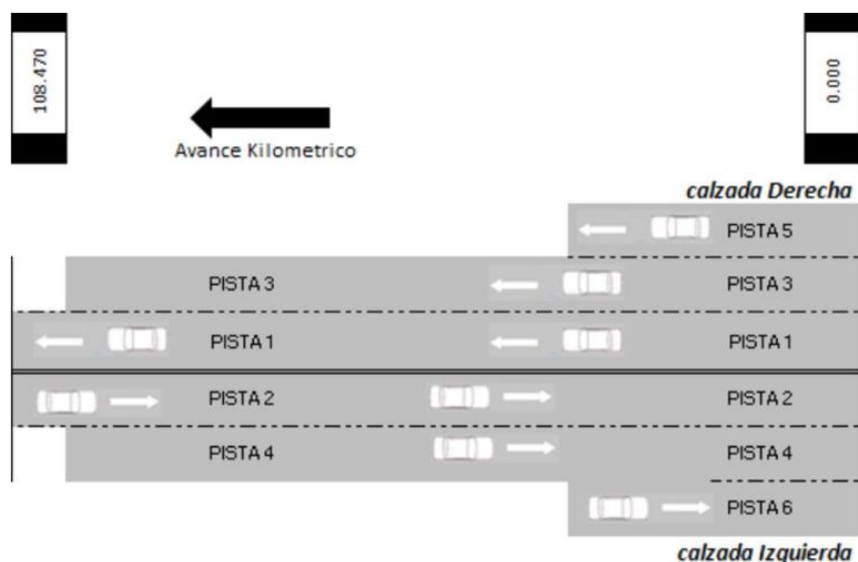 108.470
0.000
Avance Kilometrico
calzada Derecha
PISTA 5
PISTA 3
PISTA 3
PISTA 1
PISTA 1
PISTA 2
PISTA 2
PISTA 4
PISTA 4
PISTA 6
calzada Izquierda